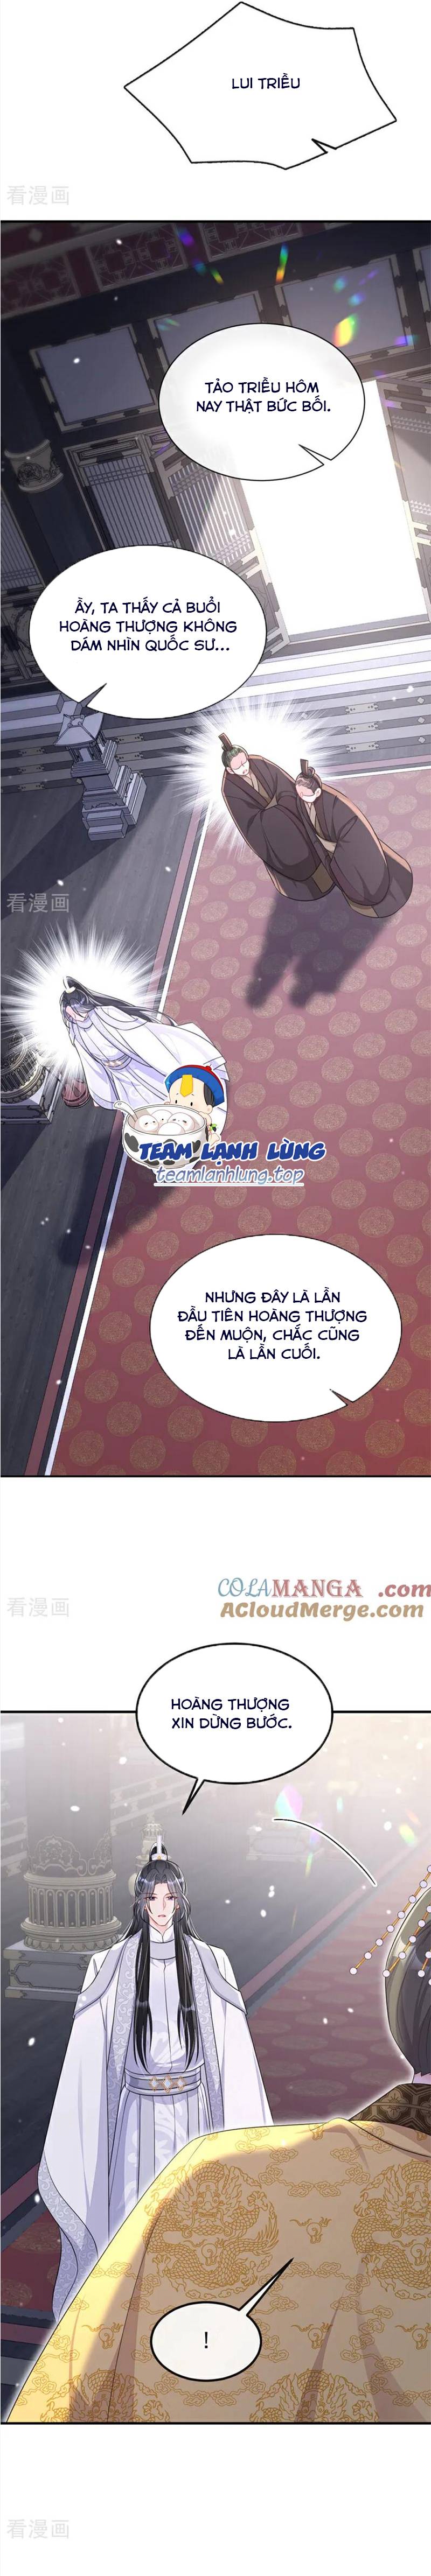 LUI TRIỀU
看漫画
TẢO TRIỀU HÔM
NAY THẬT BỨC BỐI.
ẦY, TA THẤY CẢ BUỔI
HOÀNG THƯỢNG KHÔNG
DÁM NHÌN QUỐC SƯ...
看漫画
TEAM LẠNH LÙNG
teamlanhlung.top
NHƯNG ĐÂY LÀ LẦN
ĐẦU TIÊN HOÀNG THƯỢNG
ĐẾN MUỘN, CHẮC CŨNG
LÀ LẦN CUỐI.
COLAMANGA.com
ACloudMerge.com
看漫画
HOÀNG THƯỢNG
XIN DỪNG BƯỚC.
!
看漫画